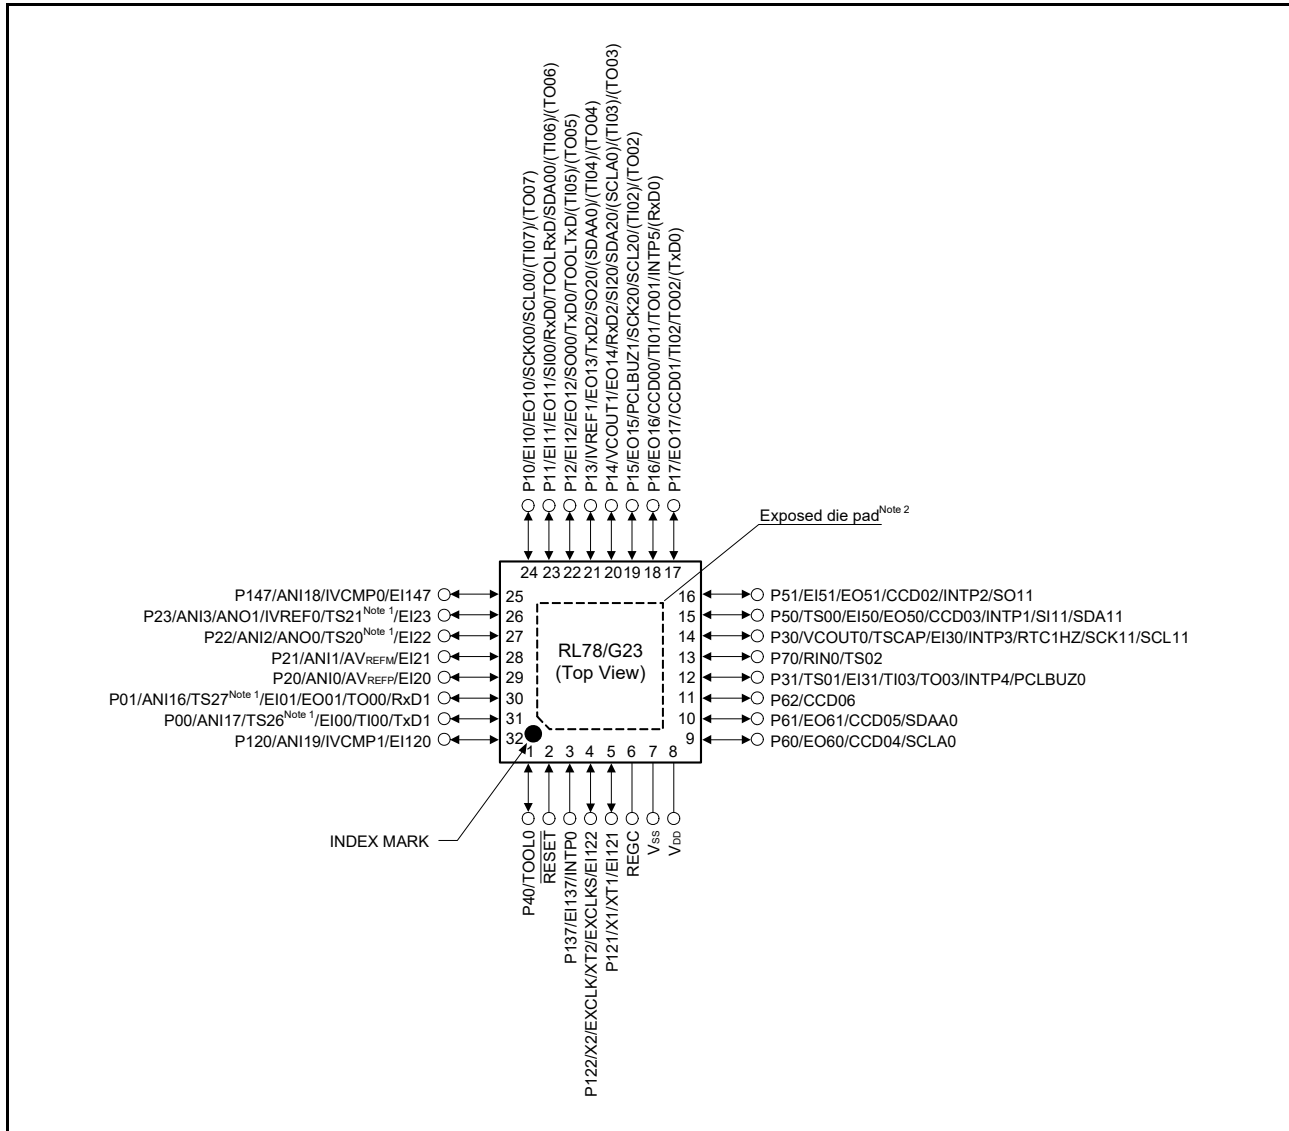 P10/EI10/EO10/SCK00/SCL00/(TI07)/(TO07)
P11/EI11/EO11/SI00/RxD0/TOOLRxD/SDA00/(TI06)/(TO06)
P12/EI12/EO12/SO00/TxD0/TOOLTxD/(TI05)/(TO05)
P13/IVREF1/EO13/TxD2/SO20/(SDAA0)/(TI04)/(TO04)
P14/VCOUT1/EO14/RxD2/SI20/SDA20/(SCLA0)/(TI03)/(TO03)
P15/EO15/PCLBUZ1/SCK20/SCL20/(TI02)/(TO02)
P16/EO16/CCD00/TI01/TO01/INTP5/(RxD0)
P17/EO17/CCD01/TI02/TO02/(TxD0)
Exposed die pad Note 2
24 23 22 21 20 19 18 17
P147/ANI18/IVCMP0/EI147 25
P23/ANI3/ANO1/IVREF0/TS21 Note 1/EI23 26
P22/ANI2/ANO0/TS20 Note 1/EI22 27
P21/ANI1/AVREFM/EI21 28
P20/ANI0/AVREFP/EI20 29
P01/ANI16/TS27 Note 1/EI01/EO01/TO00/RxD1 30
P00/ANI17/TS26 Note 1/EI00/TI00/TxD1 31
P120/ANI19/IVCMP1/EI120 32
RL78/G23
(Top View)
16 P51/EI51/EO51/CCD02/INTP2/SO11
15 P50/TS00/EI50/EO50/CCD03/INTP1/SI11/SDA11
14 P30/VCOUT0/TSCAP/EI30/INTP3/RTC1HZ/SCK11/SCL11
13 P70/RIN0/TS02
12 P31/TS01/EI31/TI03/TO03/INTP4/PCLBUZ0
11 P62/CCD06
10 P61/EO61/CCD05/SDAA0
9 P60/EO60/CCD04/SCLA0
1 2 3 4 5 6 7 8
INDEX MARK
P40/TOOL0
RESET
P137/EI137/INTP0
P122/X2/EXCLK/XT2/EXCLKS/EI122
P121/X1/XT1/EI121
REGC
VSS
VDD